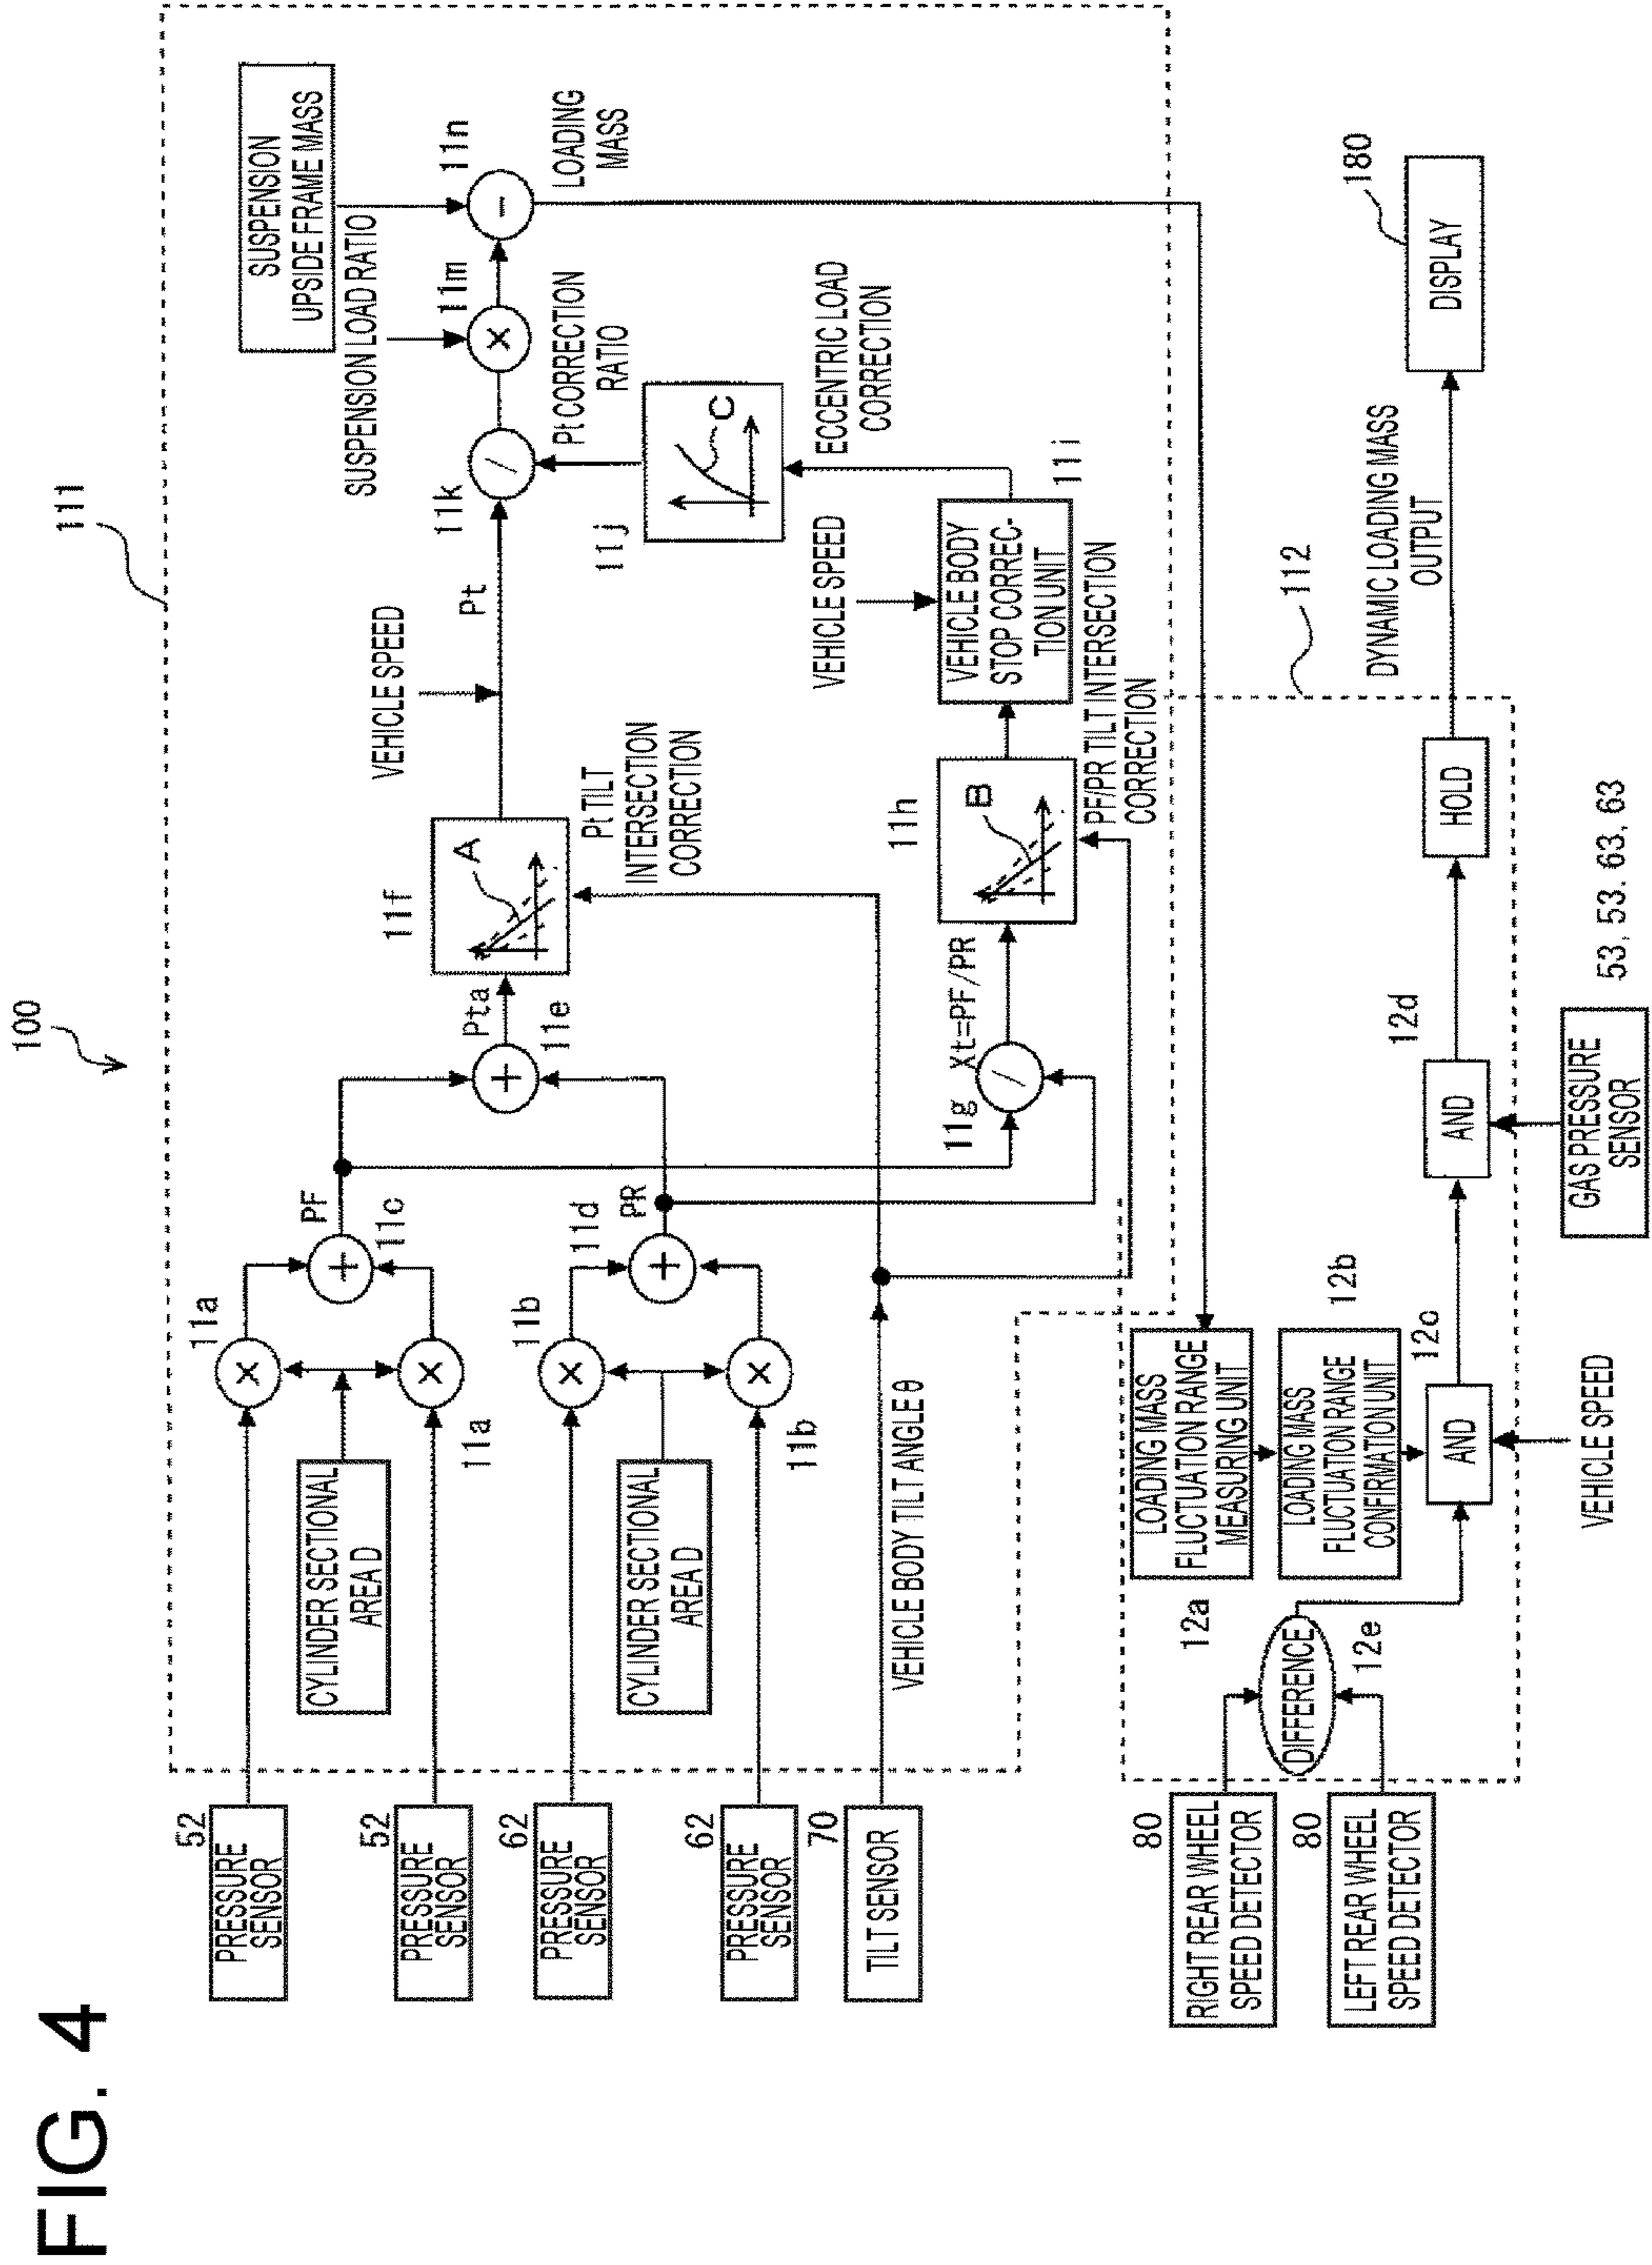 FIG. 4
100
111
PRESSURE
SENSOR
52
CYLINDER SECTIONAL
AREA D
11a
PF
11c
PRESSURE
SENSOR
52
11a
PRESSURE
SENSOR
62
CYLINDER SECTIONAL
AREA D
11b
PR
11d
PRESSURE
SENSOR
62
11b
TILT SENSOR
70
VEHICLE BODY TILT ANGLE θ
Pta
11e
11f
A
Pt TILT
INTERSECTION
CORRECTION
VEHICLE SPEED
Pt
11k
SUSPENSION LOAD RATIO
11m
SUSPENSION
UPSIDE FRAME MASS
11n
LOADING
MASS
Pt CORRECTION
RATIO
11j
C
ECCENTRIC LOAD
CORRECTION
11g
Xt=PF/PR
11h
B
PF/PR TILT INTERSECTION
CORRECTION
VEHICLE SPEED
VEHICLE BODY
STOP CORREC-
TION UNIT
11i
112
RIGHT REAR WHEEL
SPEED DETECTOR
80
LEFT REAR WHEEL
SPEED DETECTOR
80
DIFFERENCE
12e
LOADING MASS
FLUCTUATION RANGE
MEASURING UNIT
12a
LOADING MASS
FLUCTUATION RANGE
CONFIRMATION UNIT
12b
AND
12c
VEHICLE SPEED
AND
12d
GAS PRESSURE
SENSOR
53, 53, 63, 63
HOLD
DYNAMIC LOADING MASS
OUTPUT
DISPLAY
180